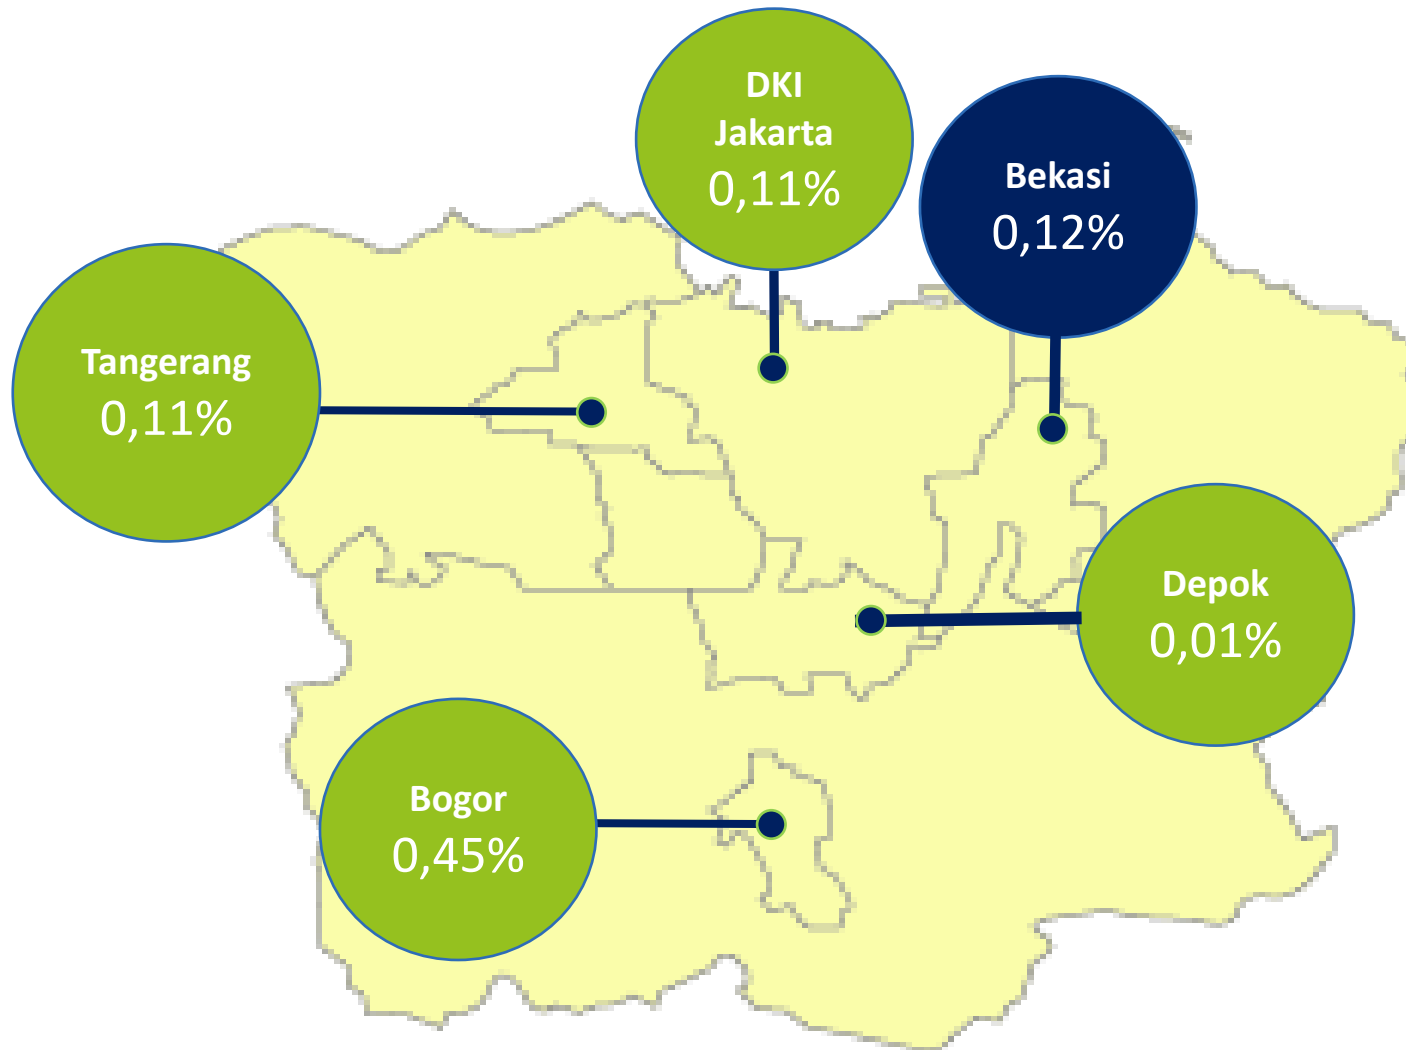 DKI
Jakarta
0,11%
Bekasi
0,12%
Tangerang
0,11%
Depok
0,01%
Bogor
0,45%